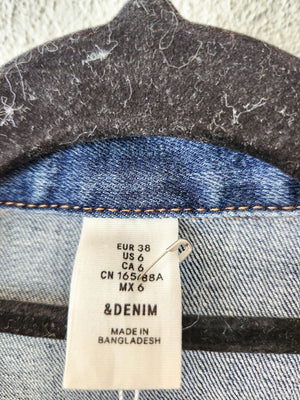 EUR 38
US 6
CA 6
CN 165/88A
MX 6
&DENIM
MADE IN
BANGLADESH